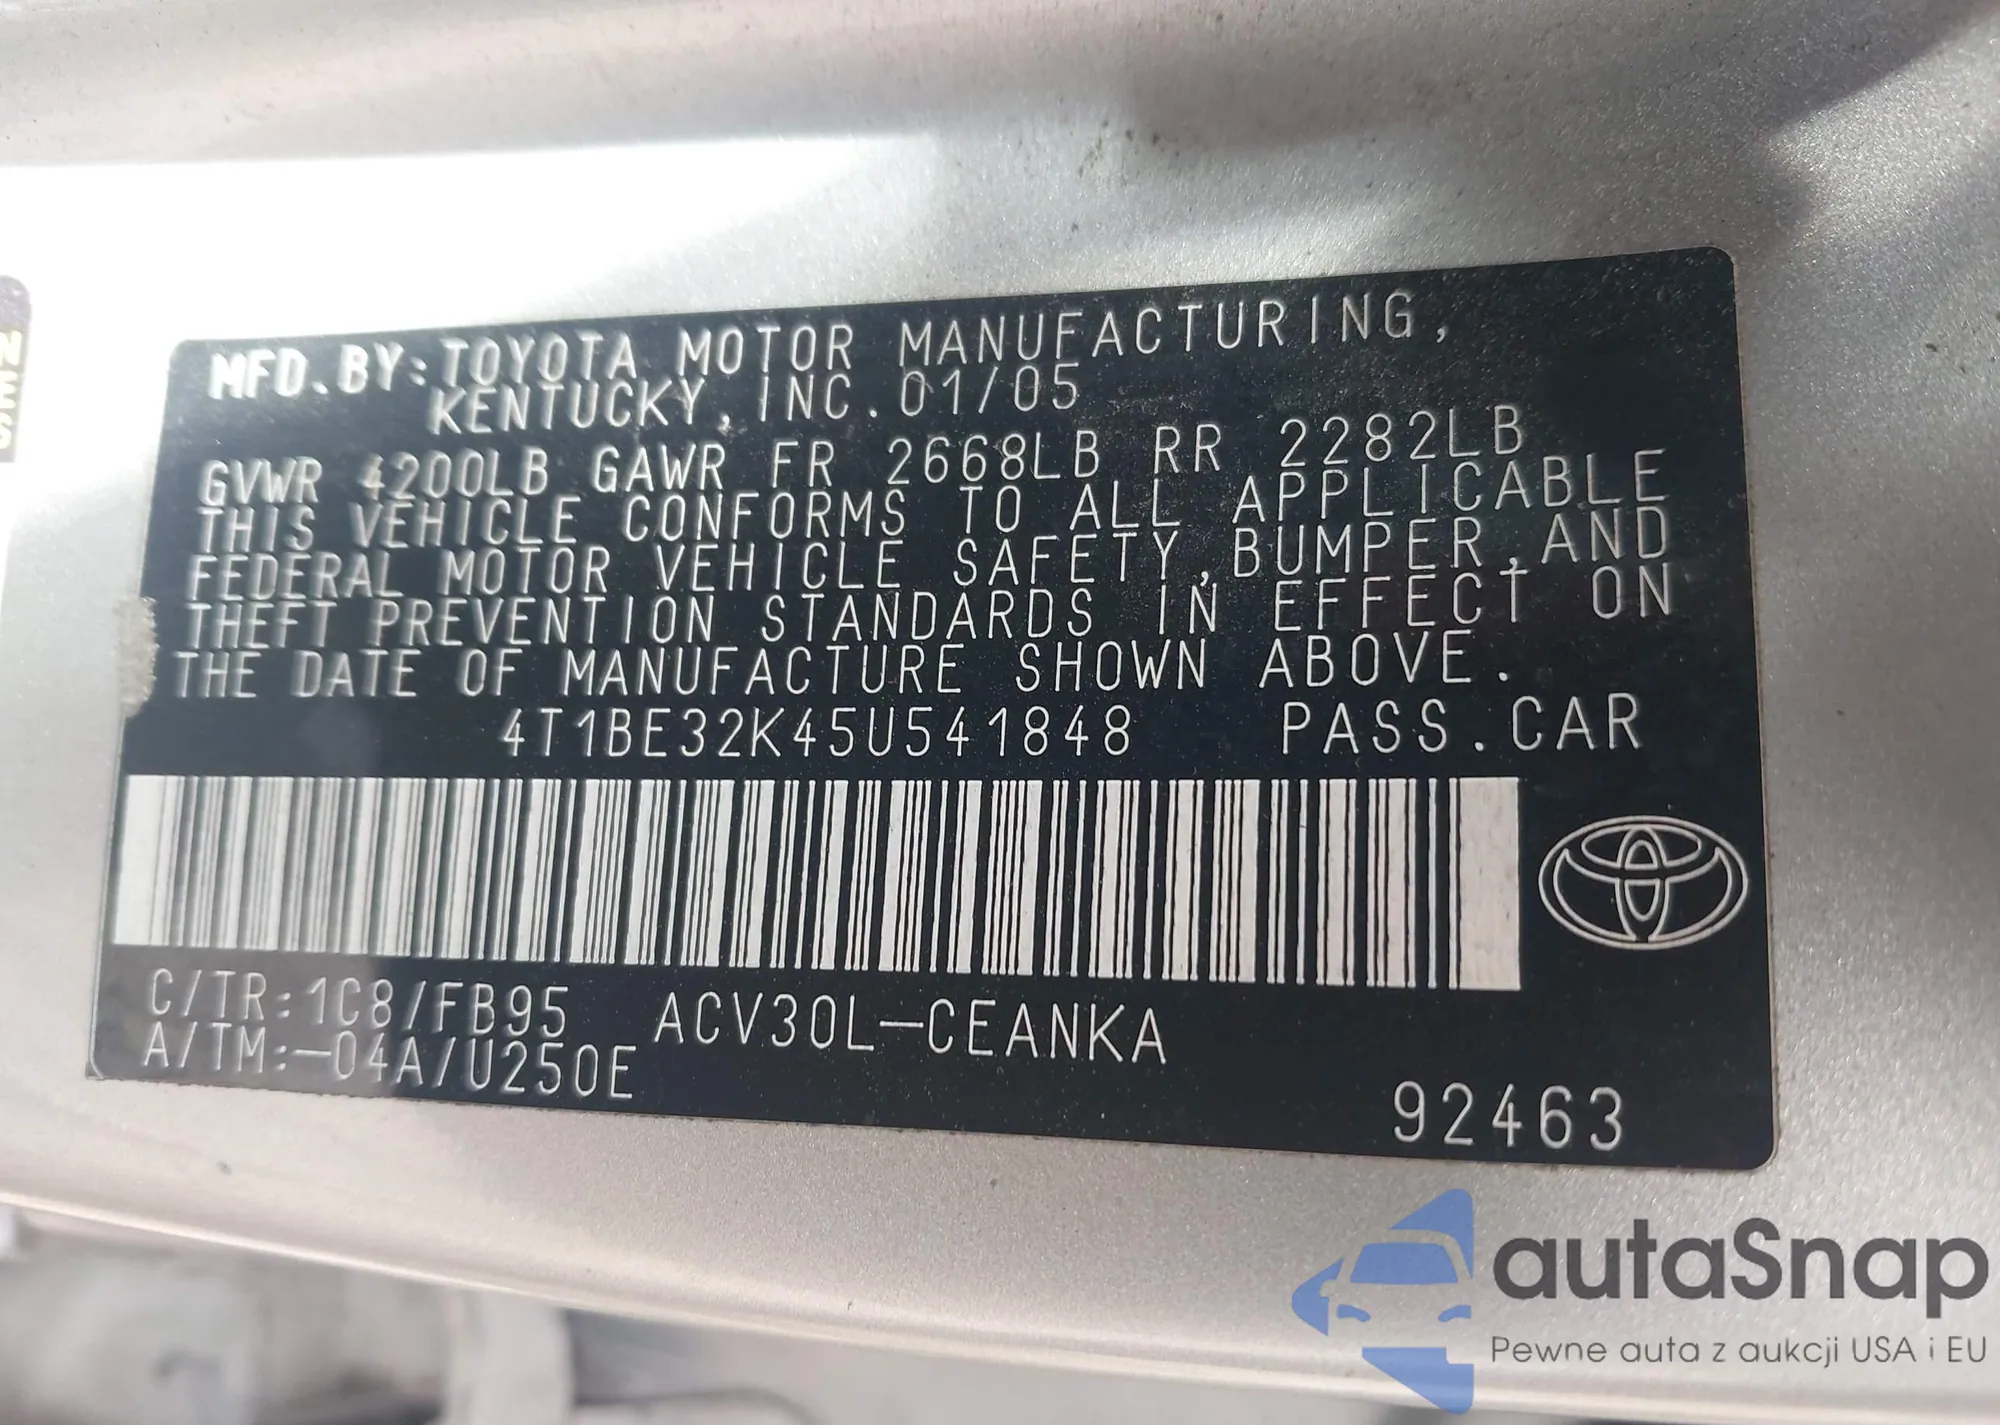 MFD.BY:TOYOTA MOTOR MANUFACTURING,
KENTUCKY, INC. 01/05
GVWR 4200LB GAWR FR 2668LB RR 2282LB
THIS VEHICLE CONFORMS TO ALL APPLICABLE
FEDERAL MOTOR VEHICLE SAFETY, BUMPER, AND
THEFT PREVENTION STANDARDS IN EFFECT ON
THE DATE OF MANUFACTURE SHOWN ABOVE.
4T1BE32K45U541848 PASS.CAR
C/TR:1C8/FB95 ACV30L-CEANKA
A/TM:-04A/U250E
92463
autoSnap
Pewne auta z aukcji USA i EU